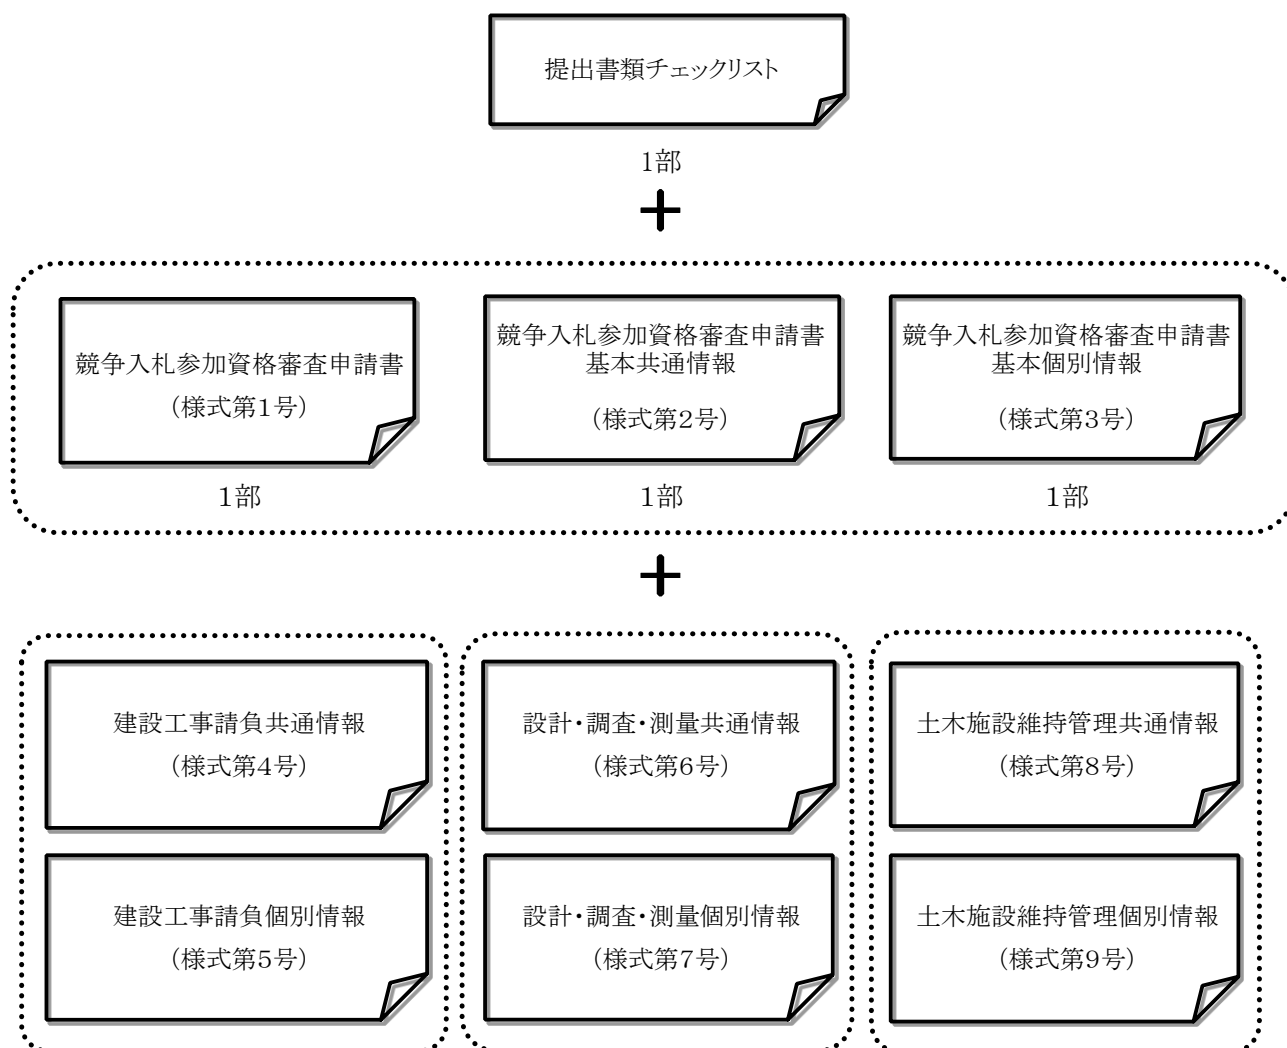 提出書類チェックリスト
1部
+
競争入札参加資格審査申請書
(様式第1号)
1部
競争入札参加資格審査申請書
基本共通情報
(様式第2号)
1部
競争入札参加資格審査申請書
基本個別情報
(様式第3号)
1部
+
建設工事請負共通情報
(様式第4号)
建設工事請負個別情報
(様式第5号)
設計・調査・測量共通情報
(様式第6号)
設計・調査・測量個別情報
(様式第7号)
土木施設維持管理共通情報
(様式第8号)
土木施設維持管理個別情報
(様式第9号)